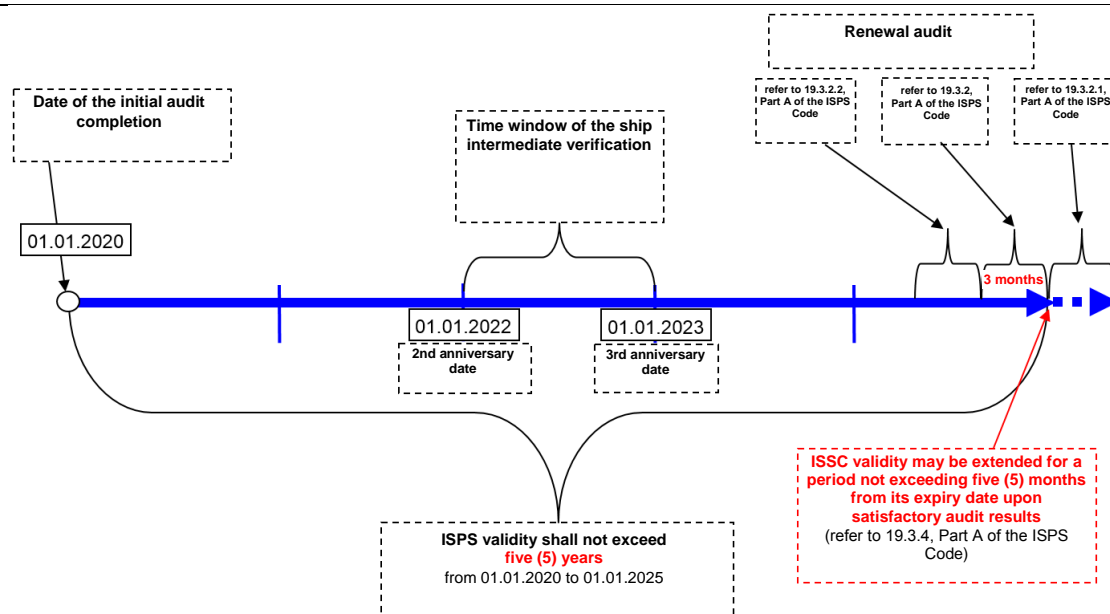 Renewal audit
refer to 19.3.2.2,
Part A of the ISPS
Code
refer to 19.3.2,
Part A of the ISPS
Code
refer to 19.3.2.1,
Part A of the ISPS
Code
Date of the initial audit
completion
Time window of the ship
intermediate verification
01.01.2020
3 months
01.01.2022
2nd anniversary
date
01.01.2023
3rd anniversary
date
ISSC validity may be extended for a
period not exceeding five (5) months
from its expiry date upon
satisfactory audit results
(refer to 19.3.4, Part A of the ISPS
Code)
ISPS validity shall not exceed
five (5) years
from 01.01.2020 to 01.01.2025